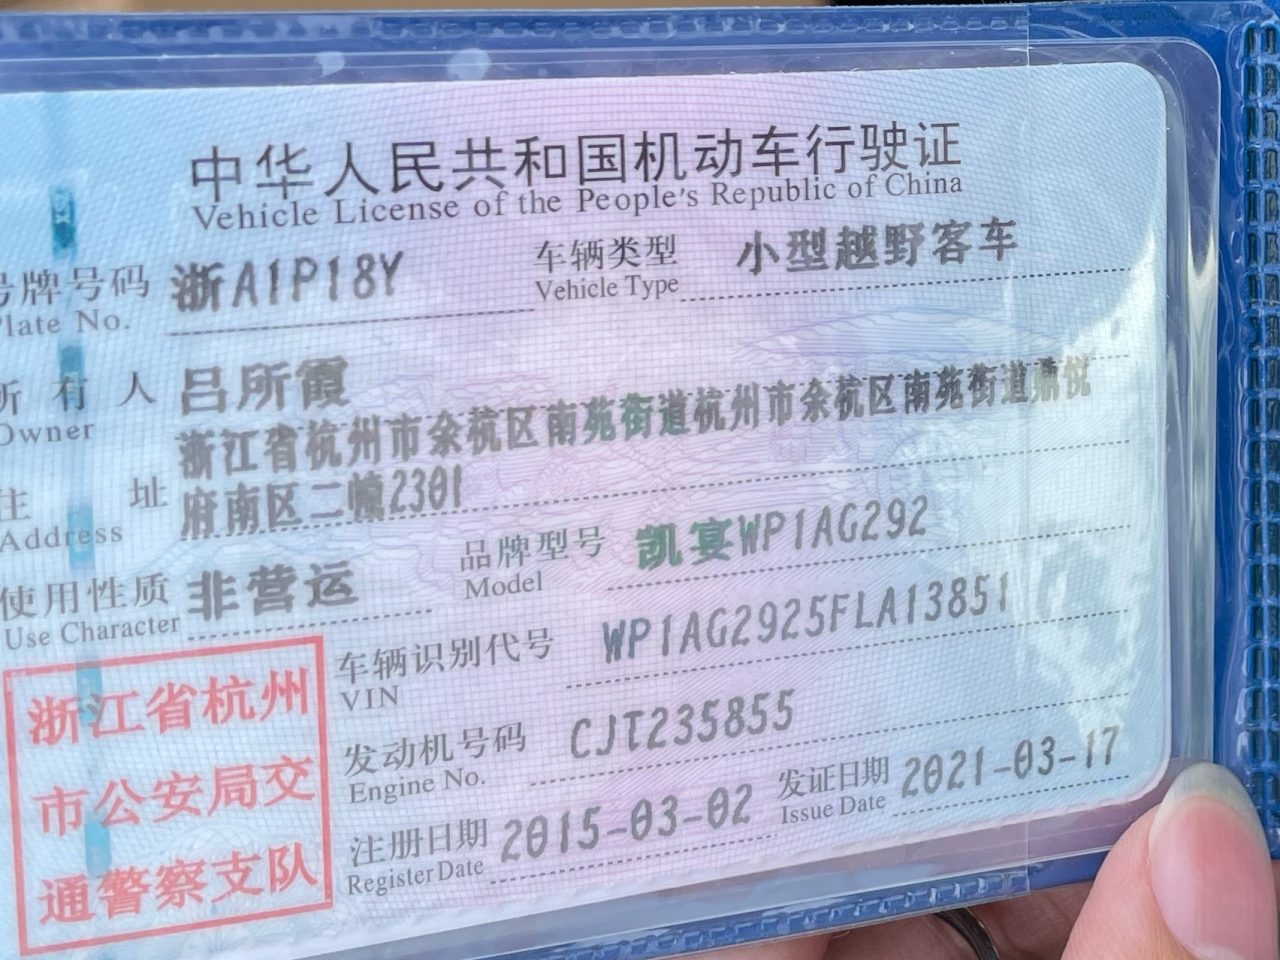 中华人民共和国机动车行驶证
Vehicle License of the People's Republic of China
号牌号码 浙A1P18Y 车辆类型 小型越野客车
Plate No. Vehicle Type
所有人 吕所霞
Owner
浙江省杭州市余杭区南苑街道杭州市余杭区南苑街道鼎悦
住址 府南区二幢2301
Address
使用性质 非营运 品牌型号 凯宴WP1AG292
Use Character Model
车辆识别代号 WP1AG2925FLA13851
VIN
发动机号码 CJT235855
Engine No.
注册日期 2015-03-02 发证日期 2021-03-17
Register Date Issue Date
浙江省杭州
市公安局交
通警察支队